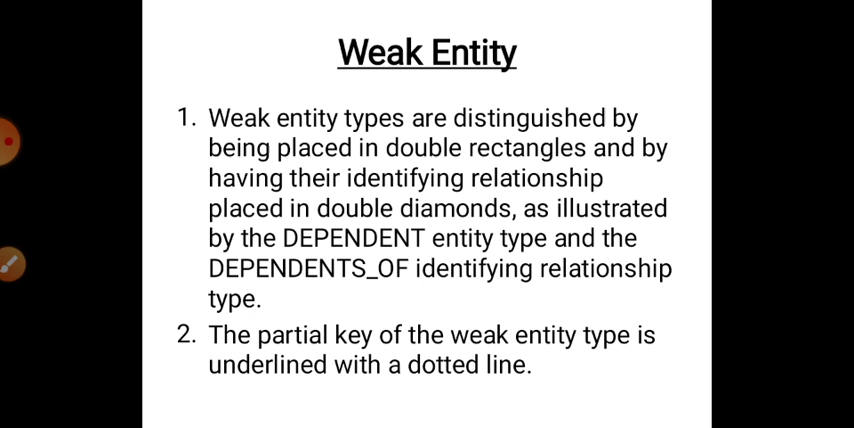 Weak Entity
1. Weak entity types are distinguished by
being placed in double rectangles and by
having their identifying relationship
placed in double diamonds, as illustrated
by the DEPENDENT entity type and the
DEPENDENTS_OF identifying relationship
type.
2. The partial key of the weak entity type is
underlined with a dotted line.